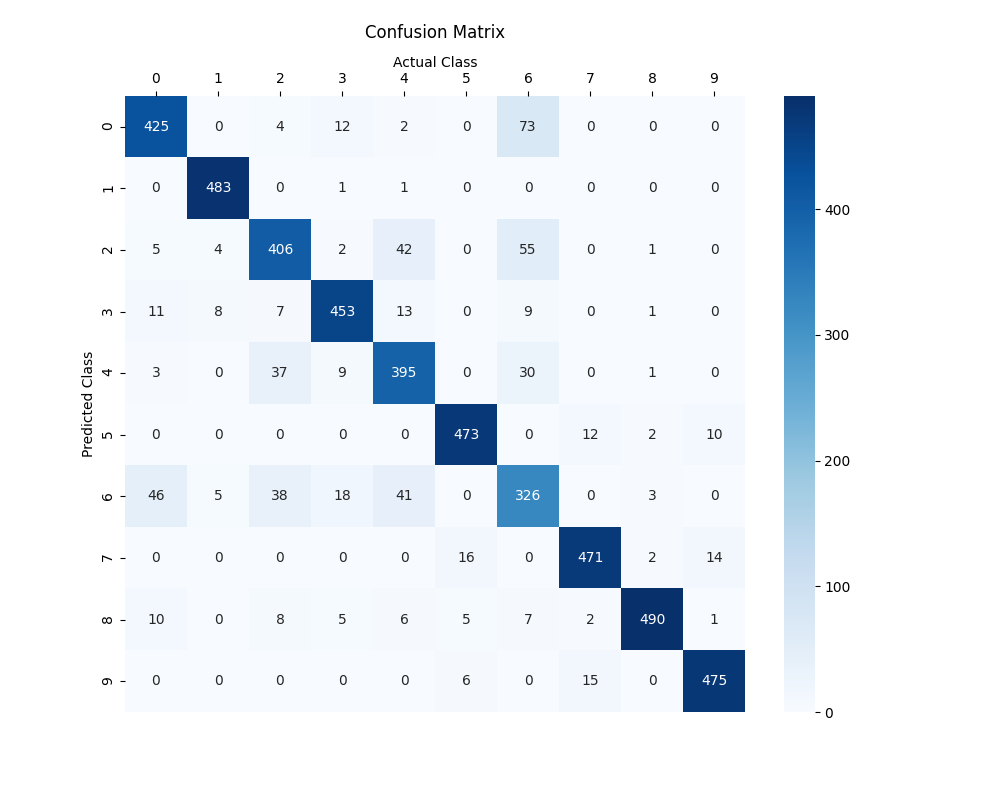 Confusion Matrix
Actual Class
0 1 2 3 4 5 6 7 8 9
0 425 0 4 12 2 0 73 0 0 0
1 0 483 0 1 1 0 0 0 0 0
400
2 5 4 406 2 42 0 55 0 1 0
3 11 8 7 453 13 0 9 0 1 0
300
4 3 0 37 9 395 0 30 0 1 0
Predicted Class
5 0 0 0 0 0 473 0 12 2 10
200
6 46 5 38 18 41 0 326 0 3 0
7 0 0 0 0 0 16 0 471 2 14
100
8 10 0 8 5 6 5 7 2 490 1
9 0 0 0 0 0 6 0 15 0 475
0